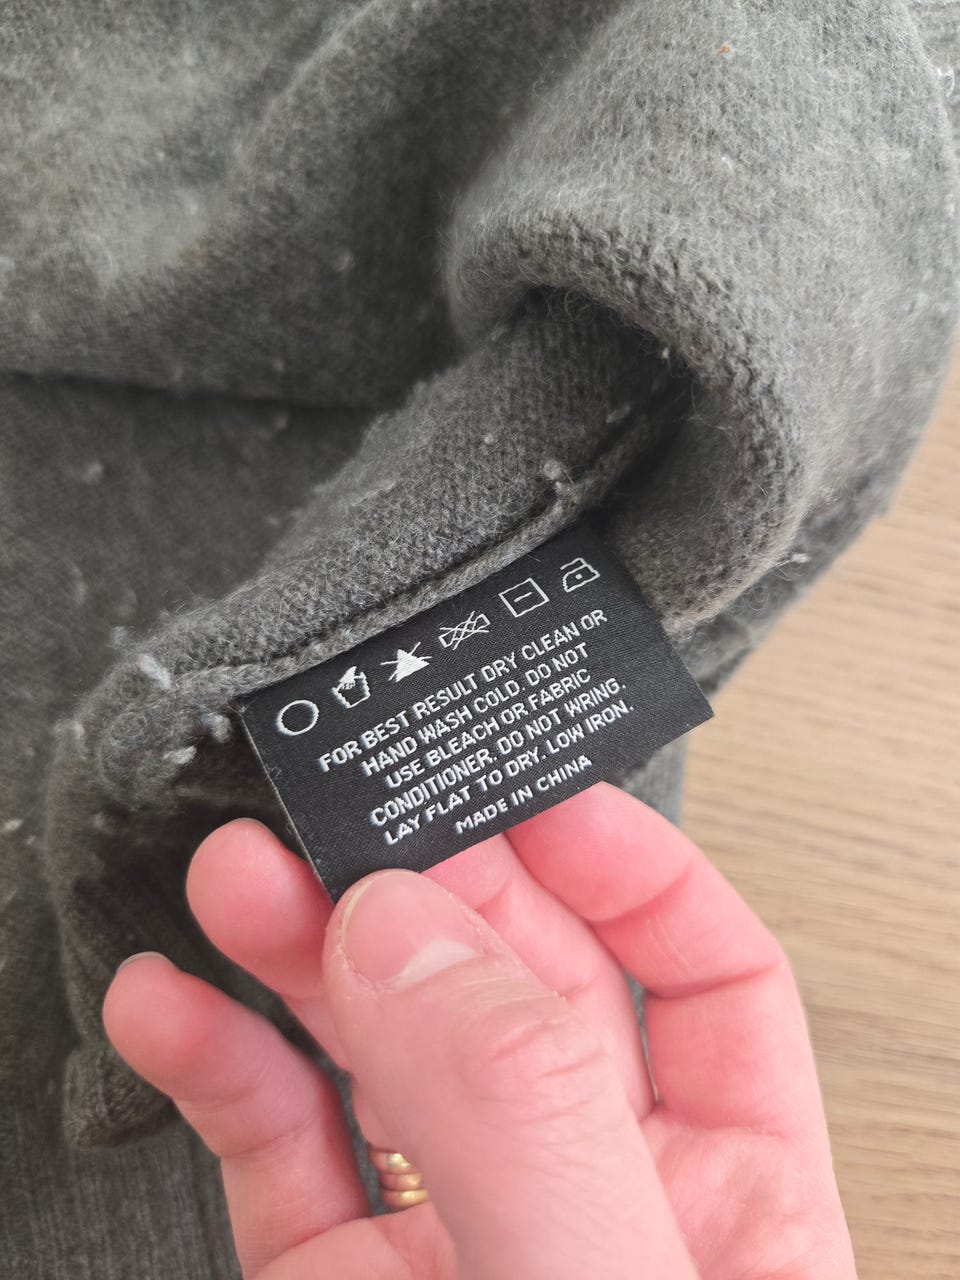 FOR BEST RESULT DRY CLEAN OR
HAND WASH COLD. DO NOT
USE BLEACH OR FABRIC
CONDITIONER. DO NOT WRING.
LAY FLAT TO DRY. LOW IRON.
MADE IN CHINA